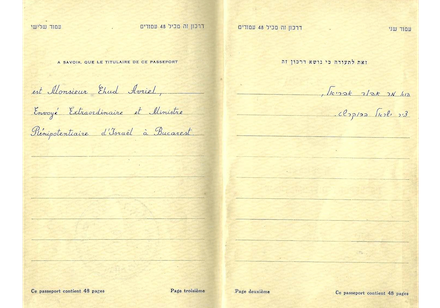 עמוד שלישי
דרכון זה מכיל 48 עמודים
A SAVOIR, QUE LE TITULAIRE DE CE PASSEPORT
est Monsieur, Ehud Avriel,
Envoyé Extraordinaire et Ministre
Plénipotentiaire d'Israël à Bucarest
Ce passeport contient 48 pages
Page troisième
דרכון זה מכיל 48 עמודים
עמוד שני
זאת לתעודה כי נושא דרכון זה
הוא מר אהוד אבריאל,
ציר ישראל בבוקרשט.
Page deuxième
Ce passeport contient 48 pages